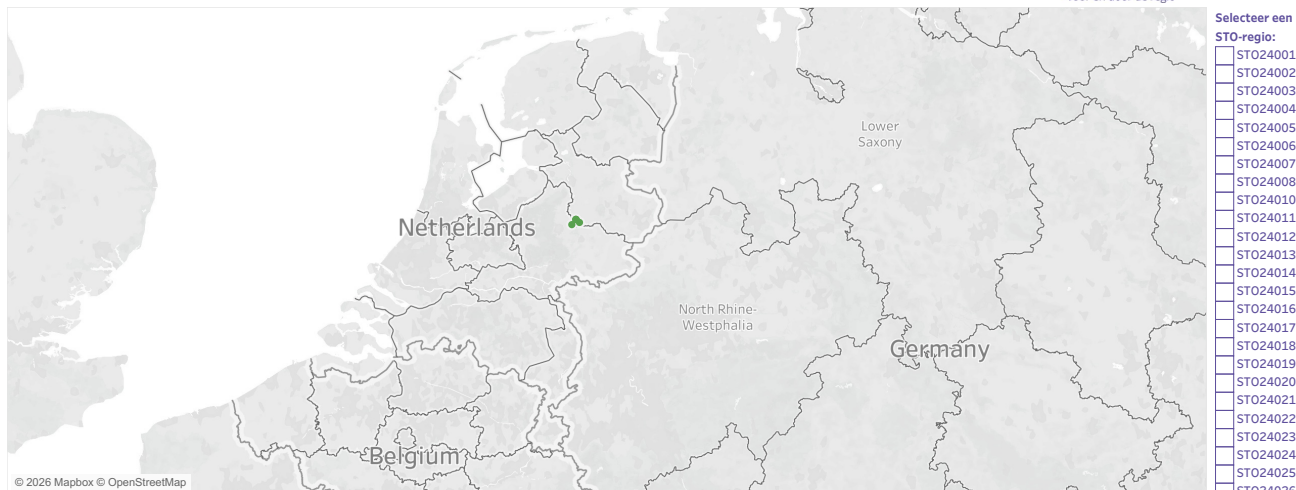 Selecteer een
STO-regio:
STO24001
STO24002
STO24003
STO24004
STO24005
STO24006
STO24007
STO24008
STO24010
STO24011
STO24012
STO24013
STO24014
STO24015
STO24016
STO24017
STO24018
STO24019
STO24020
STO24021
STO24022
STO24023
STO24024
STO24025
Lower
Saxony
Netherlands
North Rhine-
Westphalia
Germany
Belgium
© 2026 Mapbox © OpenStreetMap